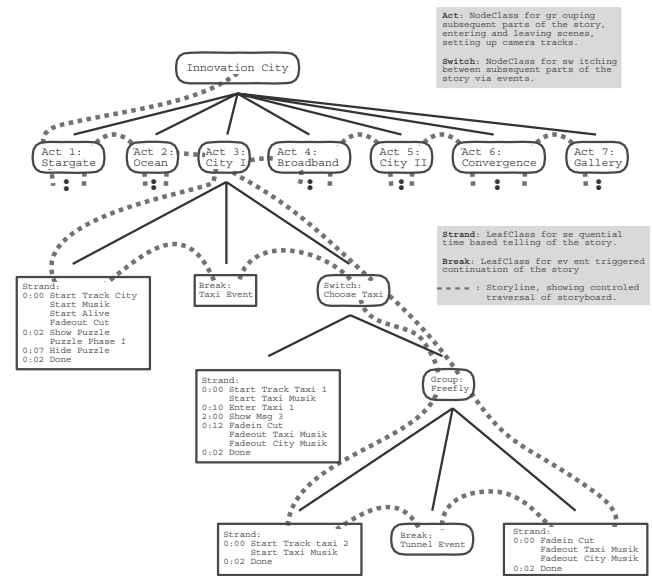 Act: NodeClass for gr ouping
subsequent parts of the story,
entering and leaving scenes,
setting up camera tracks.
Switch: NodeClass for sw itching
between subsequent parts of the
story via events.
Innovation City
Act 1:
Stargate
Act 2:
Ocean
Act 3:
City I
Act 4:
Broadband
Act 5:
City II
Act 6:
Convergence
Act 7:
Gallery
Strand: LeafClass for se quential
time based telling of the story.
Break: LeafClass for ev ent triggered
continuation of the story
: Storyline, showing controled
traversal of storyboard.
Strand:
0:00 Start Track City
Start Musik
Start Alive
Fadeout Cut
0:02 Show Puzzle
Puzzle Phase I
0:07 Hide Puzzle
0:02 Done
Break:
Taxi Event
Switch:
Choose Taxi
Strand:
0:00 Start Track Taxi 1
Start Taxi Musik
0:10 Enter Taxi 1
2:00 Show Msg 3
0:12 Fadein Cut
Fadeout Taxi Musik
Fadeout City Musik
0:02 Done
Group:
Freefly
Strand:
0:00 Start Track taxi 2
Start Taxi Musik
0:02 Done
Break:
Tunnel Event
Strand:
0:00 Fadein Cut
Fadeout Taxi Musik
Fadeout City Musik
0:02 Done